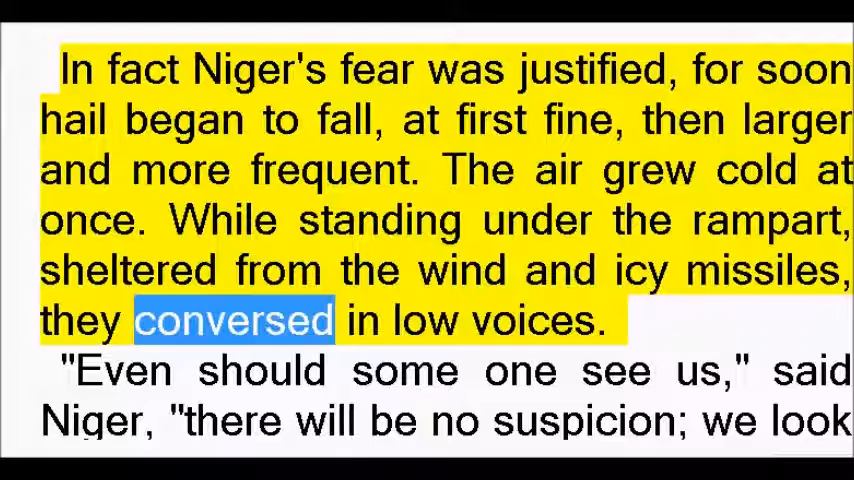 In fact Niger's fear was justified, for soon
hail began to fall, at first fine, then larger
and more frequent. The air grew cold at
once. While standing under the rampart,
sheltered from the wind and icy missiles,
they conversed in low voices.
"Even should some one see us," said
Niger, "there will be no suspicion; we look